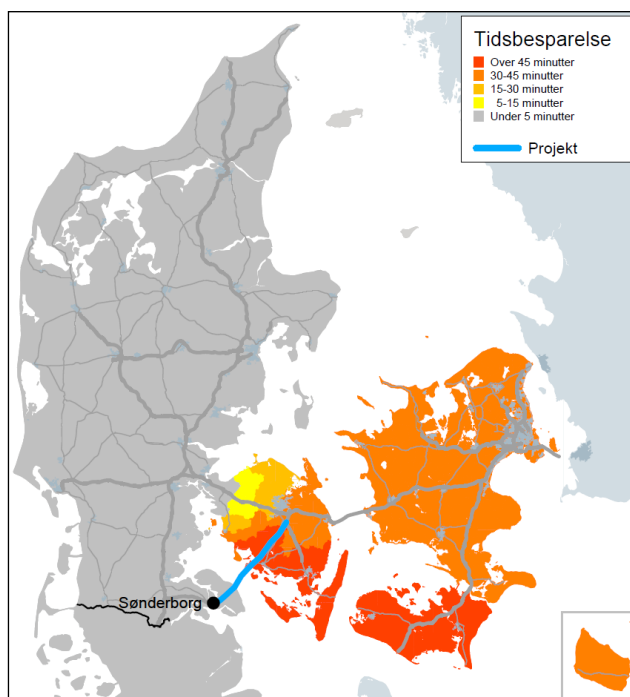 Tidsbesparelse
Over 45 minutter
30-45 minutter
15-30 minutter
5-15 minutter
Under 5 minutter
Projekt
Sønderborg